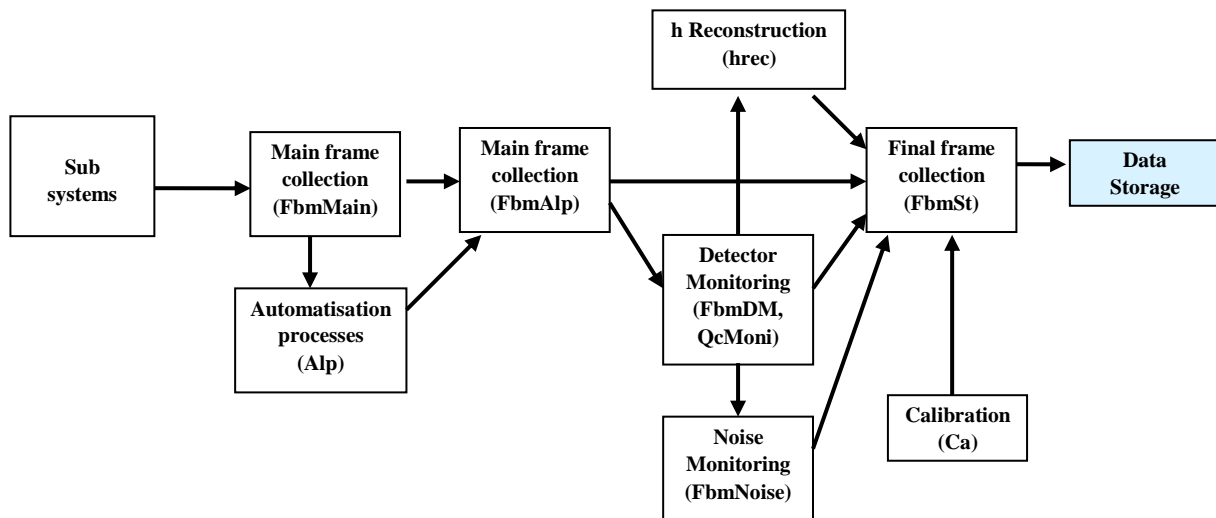 h Reconstruction
(hrec)
Sub
systems
Main frame
collection
(FbmMain)
Main frame
collection
(FbmAlp)
Final frame
collection
(FbmSt)
Data
Storage
Automatisation
processes
(Alp)
Detector
Monitoring
(FbmDM,
QcMoni)
Noise
Monitoring
(FbmNoise)
Calibration
(Ca)